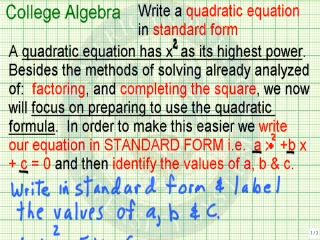 College Algebra
Write a quadratic equation
in standard form
A quadratic equation has x² as its highest power.
Besides the methods of solving already analyzed
of: factoring, and completing the square, we now
will focus on preparing to use the quadratic
formula. In order to make this easier we write
our equation in STANDARD FORM i.e. a x² +b x
+ c = 0 and then identify the values of a, b & c.
Write in standard form & label
the values of a, b & c.
1/3